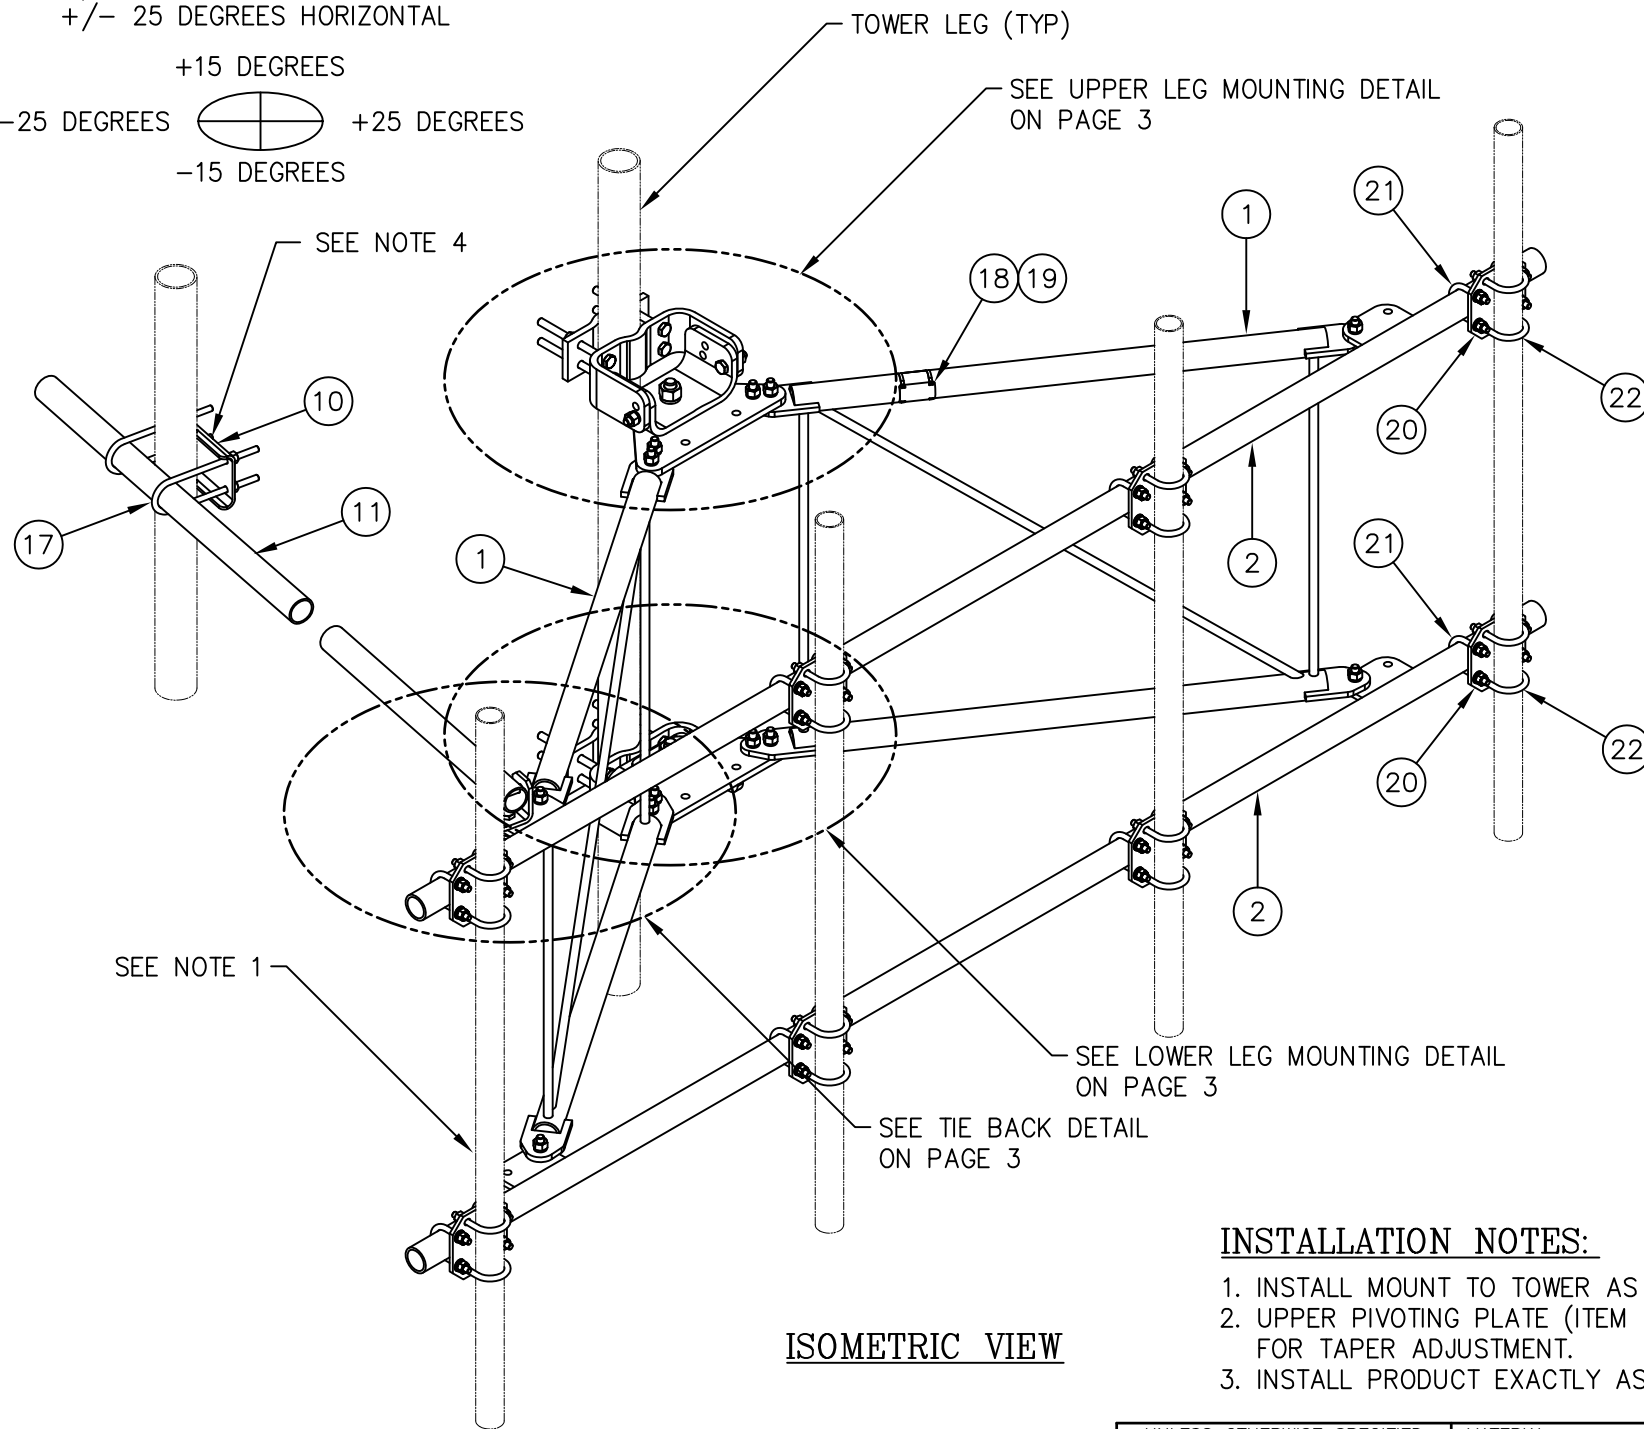 +/- 25 DEGREES HORIZONTAL
+15 DEGREES
-25 DEGREES
+25 DEGREES
-15 DEGREES
TOWER LEG (TYP)
SEE UPPER LEG MOUNTING DETAIL
ON PAGE 3
SEE NOTE 4
21
1
18
19
10
22
20
11
17
1
2
21
22
20
2
SEE NOTE 1
SEE LOWER LEG MOUNTING DETAIL
ON PAGE 3
SEE TIE BACK DETAIL
ON PAGE 3
ISOMETRIC VIEW
INSTALLATION NOTES:
1. INSTALL MOUNT TO TOWER AS
2. UPPER PIVOTING PLATE (ITEM
FOR TAPER ADJUSTMENT.
3. INSTALL PRODUCT EXACTLY AS